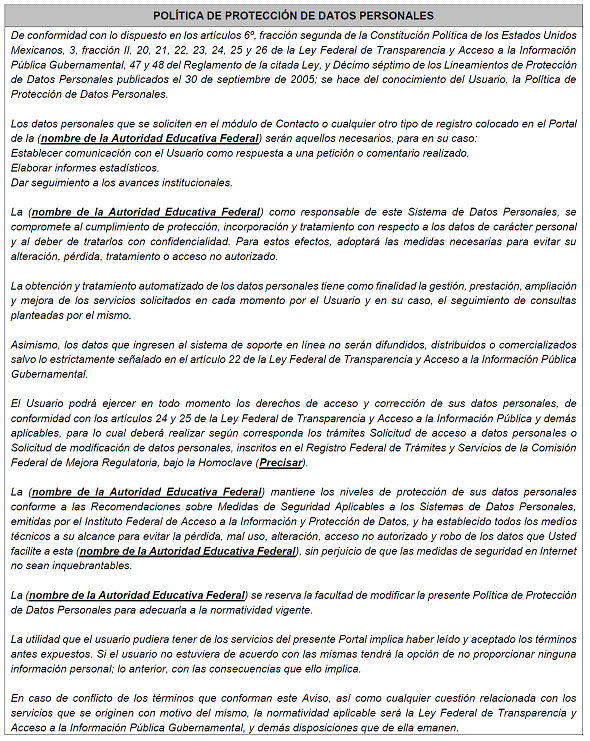 POLÍTICA DE PROTECCIÓN DE DATOS PERSONALES
De conformidad con lo dispuesto en los artículos 6º, fracción segunda de la Constitución Política de los Estados Unidos
Mexicanos, 3, fracción II, 20, 21, 22, 23, 24, 25 y 26 de la Ley Federal de Transparencia y Acceso a la Información
Pública Gubernamental, 47 y 48 del Reglamento de la citada Ley, y Décimo séptimo de los Lineamientos de Protección
de Datos Personales publicados el 30 de septiembre de 2005; se hace del conocimiento del Usuario, la Política de
Protección de Datos Personales.
Los datos personales que se soliciten en el módulo de Contacto o cualquier otro tipo de registro colocado en el Portal
de la (nombre de la Autoridad Educativa Federal) serán aquellos necesarios, para en su caso:
Establecer comunicación con el Usuario como respuesta a una petición o comentario realizado.
Elaborar informes estadísticos.
Dar seguimiento a los avances institucionales.
La (nombre de la Autoridad Educativa Federal) como responsable de este Sistema de Datos Personales, se
compromete al cumplimiento de protección, incorporación y tratamiento con respecto a los datos de carácter personal
y al deber de tratarlos con confidencialidad. Para estos efectos, adoptará las medidas necesarias para evitar su
alteración, pérdida, tratamiento o acceso no autorizado.
La obtención y tratamiento automatizado de los datos personales tiene como finalidad la gestión, prestación, ampliación
y mejora de los servicios solicitados en cada momento por el Usuario y en su caso, el seguimiento de consultas
planteadas por el mismo.
Asimismo, los datos que ingresen al sistema de soporte en línea no serán difundidos, distribuidos o comercializados
salvo lo estrictamente señalado en el artículo 22 de la Ley Federal de Transparencia y Acceso a la Información Pública
Gubernamental.
El Usuario podrá ejercer en todo momento los derechos de acceso y corrección de sus datos personales, de
conformidad con los artículos 24 y 25 de la Ley Federal de Transparencia y Acceso a la Información Pública y demás
aplicables, para lo cual deberá realizar según corresponda los trámites Solicitud de acceso a datos personales o
Solicitud de modificación de datos personales, inscritos en el Registro Federal de Trámites y Servicios de la Comisión
Federal de Mejora Regulatoria, bajo la Homoclave (Precisar).
La (nombre de la Autoridad Educativa Federal) mantiene los niveles de protección de sus datos personales
conforme a las Recomendaciones sobre Medidas de Seguridad Aplicables a los Sistemas de Datos Personales,
emitidas por el Instituto Federal de Acceso a la Información y Protección de Datos, y ha establecido todos los medios
técnicos a su alcance para evitar la pérdida, mal uso, alteración, acceso no autorizado y robo de los datos que Usted
facilite a esta (nombre de la Autoridad Educativa Federal), sin perjuicio de que las medidas de seguridad en Internet
no sean inquebrantables.
La (nombre de la Autoridad Educativa Federal) se reserva la facultad de modificar la presente Política de Protección
de Datos Personales para adecuarla a la normatividad vigente.
La utilidad que el usuario pudiera tener de los servicios del presente Portal implica haber leído y aceptado los términos
antes expuestos. Si el usuario no estuviera de acuerdo con las mismas tendrá la opción de no proporcionar ninguna
información personal; lo anterior, con las consecuencias que ello implica.
En caso de conflicto de los términos que conforman este Aviso, así como cualquier cuestión relacionada con los
servicios que se originen con motivo del mismo, la normatividad aplicable será la Ley Federal de Transparencia y
Acceso a la Información Pública Gubernamental, y demás disposiciones que de ella emanen.